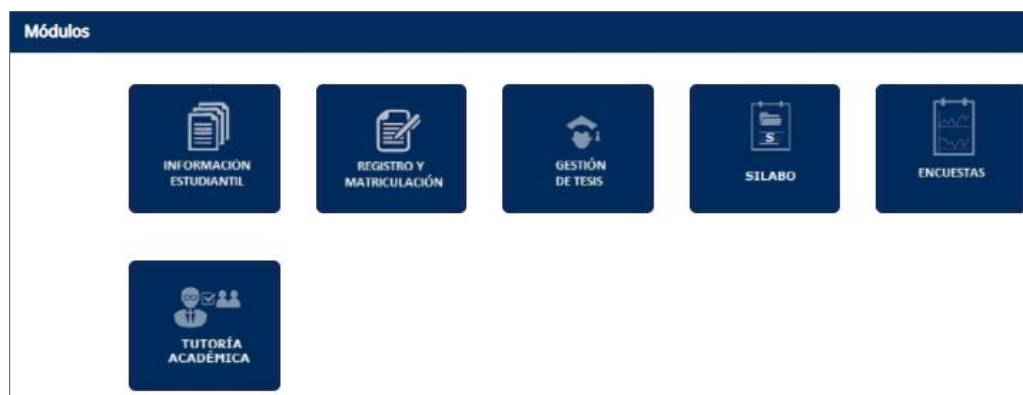 Módulos
INFORMACIÓN
ESTUDIANTIL
REGISTRO Y
MATRICULACIÓN
GESTIÓN
DE TESIS
S
SILABO
ENCUESTAS
TUTORÍA
ACADÉMICA